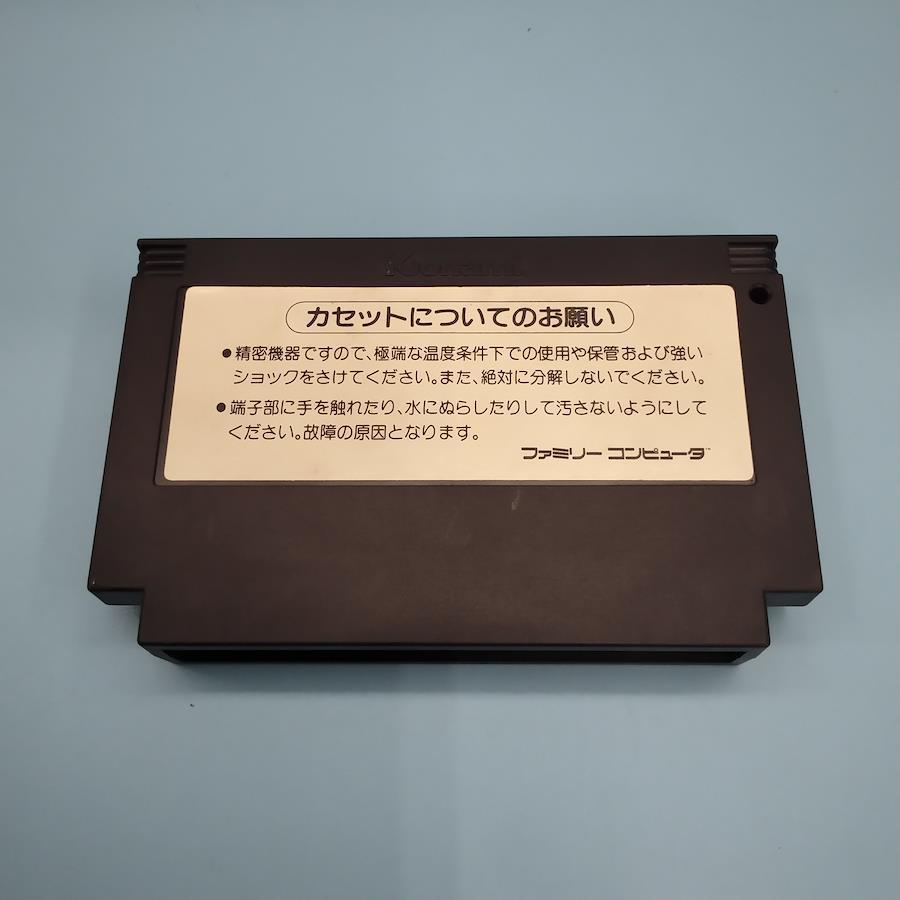 Konami
カセットについてのお願い
●精密機器ですので、極端な温度条件下での使用や保管および強い
ショックをさけてください。また、絶対に分解しないでください。
●端子部に手を触れたり、水にぬらしたりして汚さないようにして
ください。故障の原因となります。
ファミリー コンピュータ™